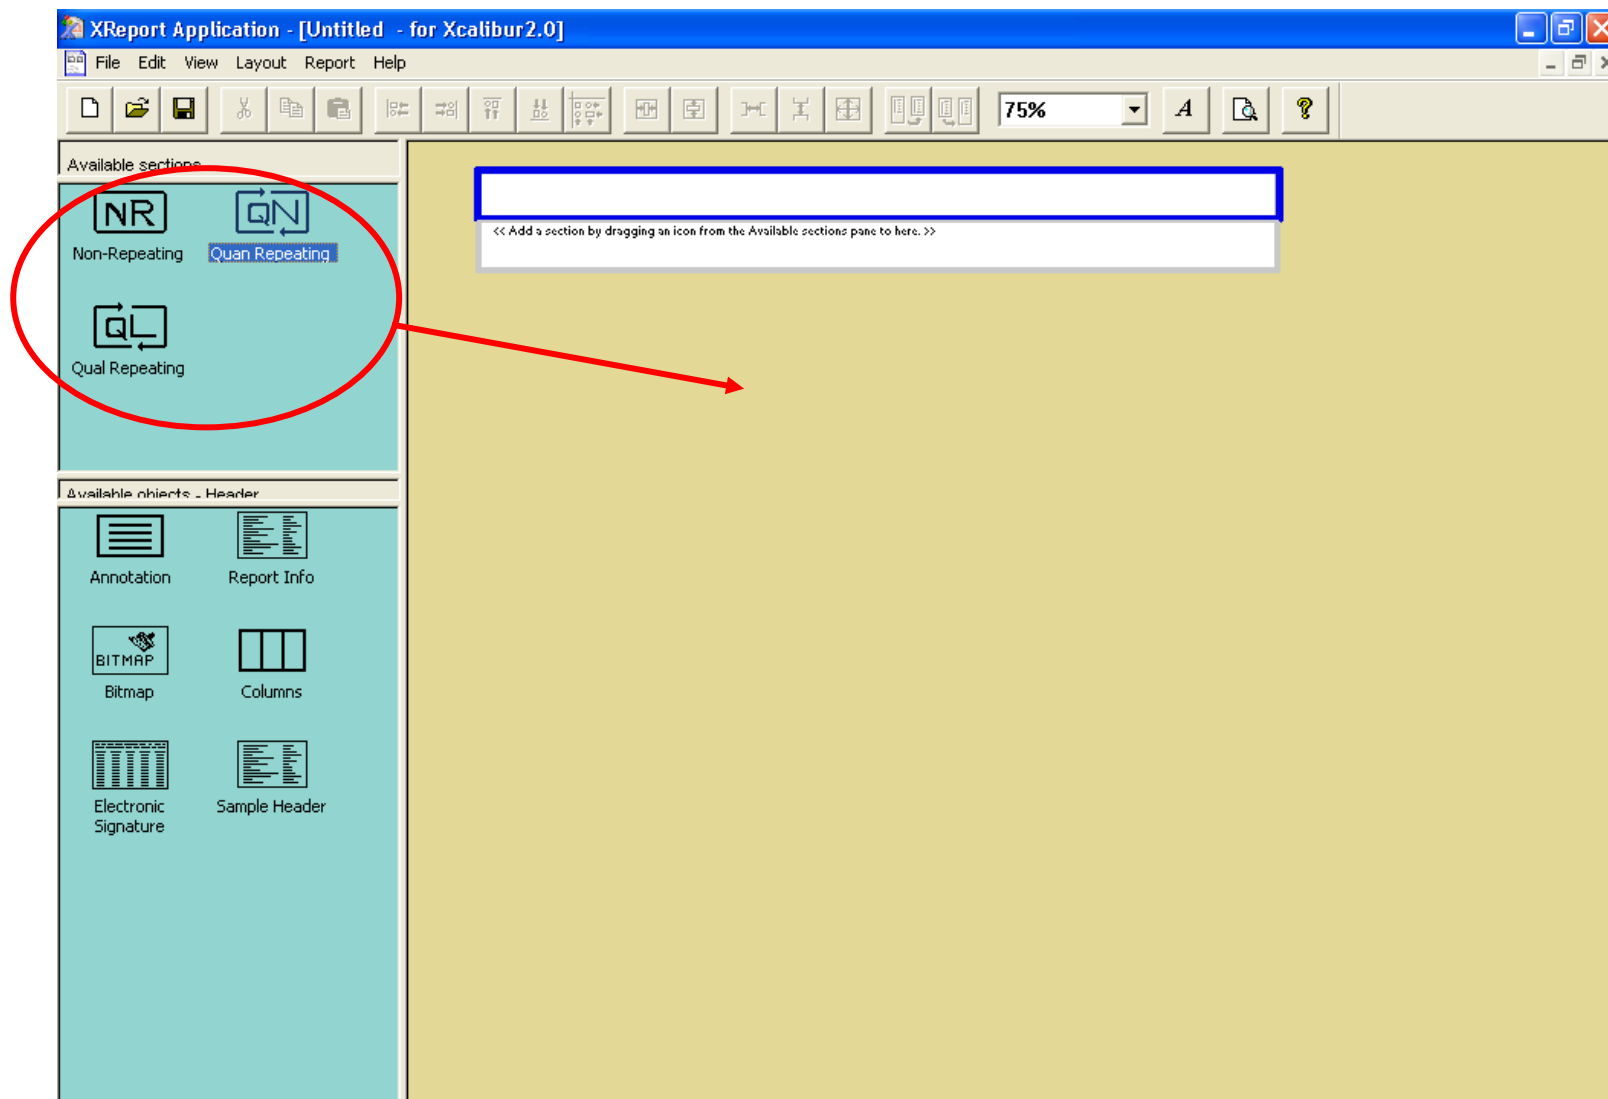 XReport Application - [Untitled - for Xcalibur2.0]
File Edit View Layout Report Help
75% A ?
Available sections
NR QN
Non-Repeating Quan Repeating
QL
Qual Repeating
<< Add a section by dragging an icon from the Available sections pane to here. >>
Available objects - Header
Annotation Report Info
BITMAP
Bitmap Columns
Electronic Signature Sample Header